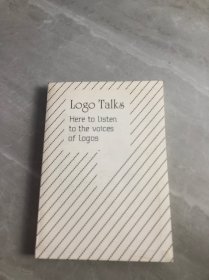 Logo Talks
Here to listen
to the voices
of logos